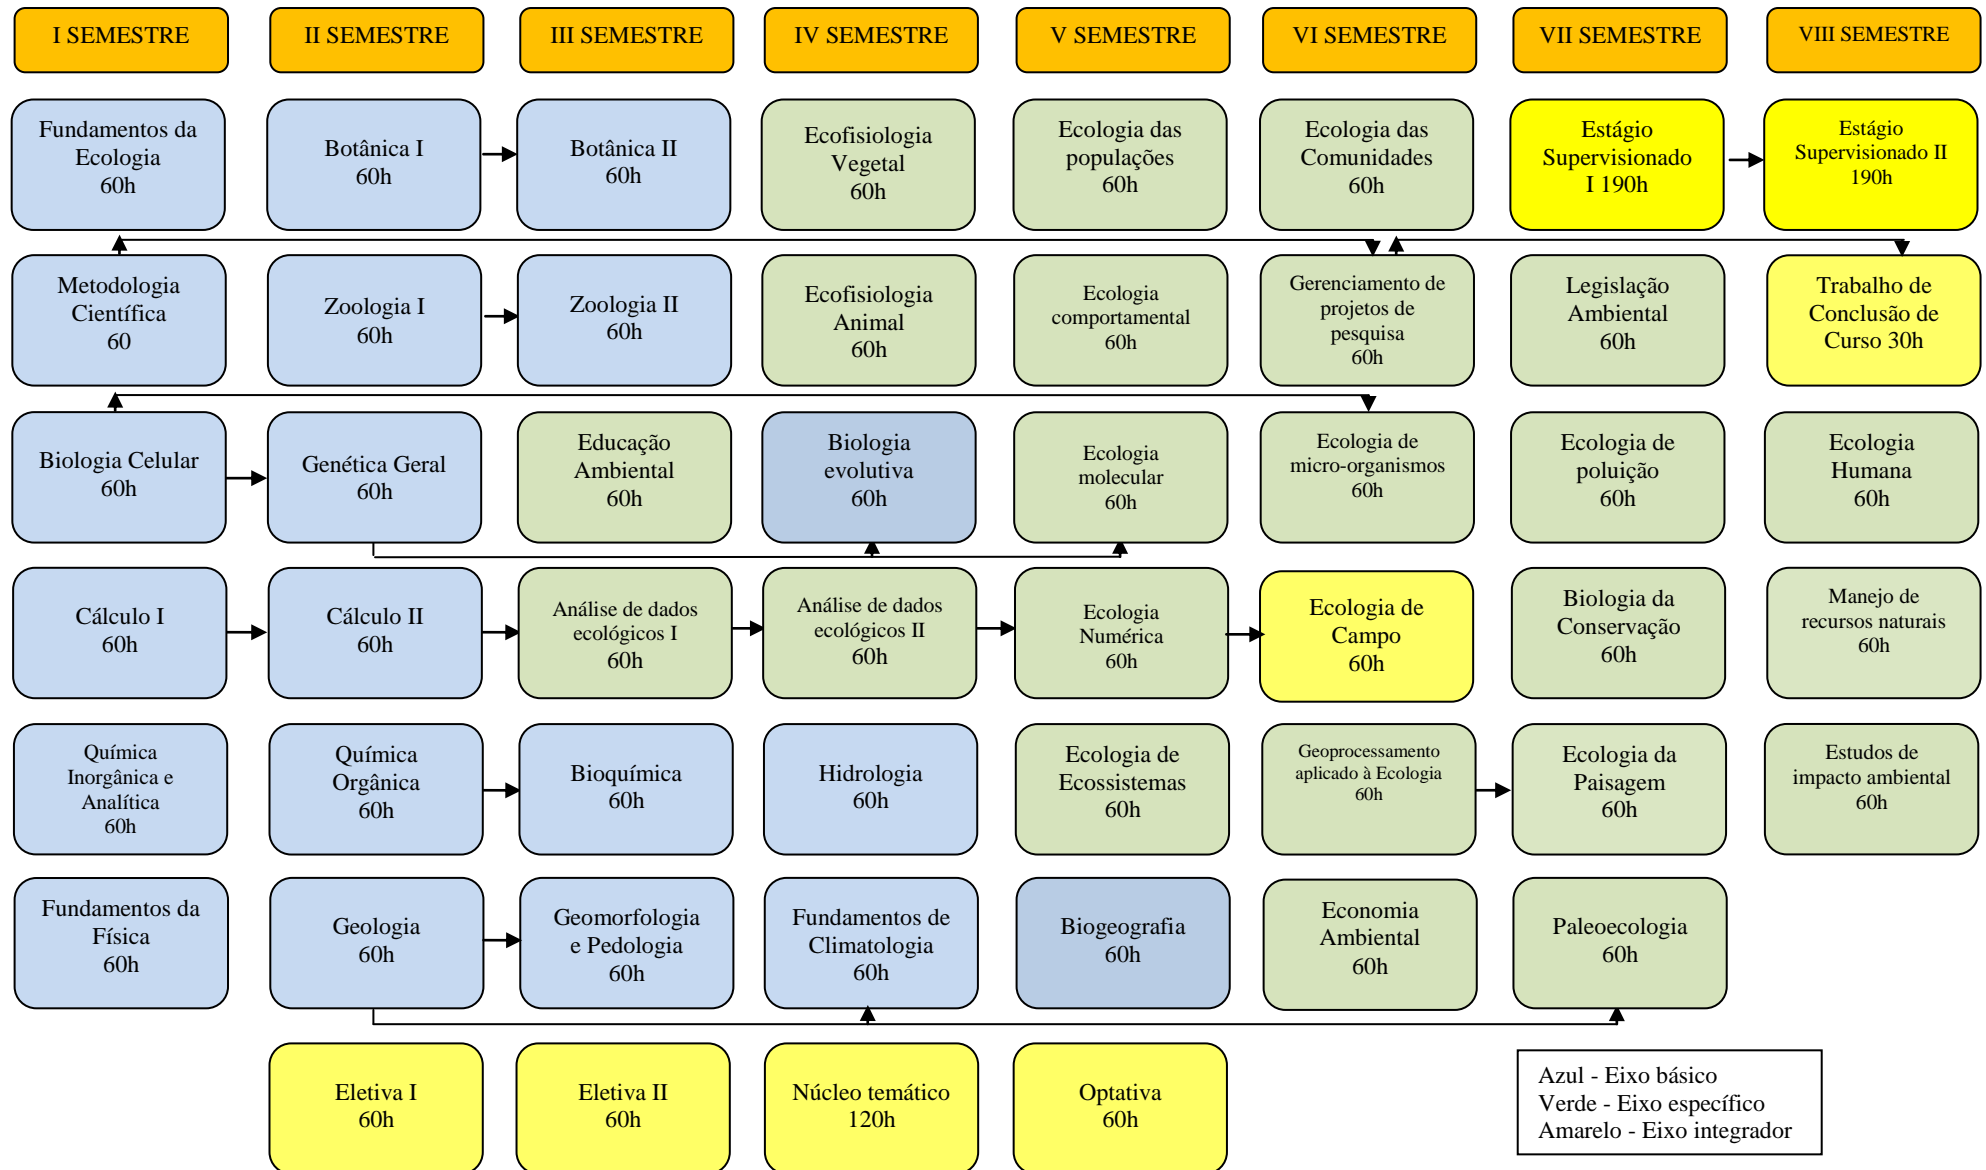 I SEMESTRE
II SEMESTRE
III SEMESTRE
IV SEMESTRE
V SEMESTRE
VI SEMESTRE
VII SEMESTRE
VIII SEMESTRE
Fundamentos da
Ecologia
60h
Botânica I
60h
Botânica II
60h
Ecofisiologia
Vegetal
60h
Ecologia das
populações
60h
Ecologia das
Comunidades
60h
Estágio
Supervisionado
I 190h
Estágio
Supervisionado II
190h
Metodologia
Científica
60
Zoologia I
60h
Zoologia II
60h
Ecofisiologia
Animal
60h
Ecologia
comportamental
60h
Gerenciamento de
projetos de
pesquisa
60h
Legislação
Ambiental
60h
Trabalho de
Conclusão de
Curso 30h
Biologia Celular
60h
Genética Geral
60h
Educação
Ambiental
60h
Biologia
evolutiva
60h
Ecologia
molecular
60h
Ecologia de
micro-organismos
60h
Ecologia de
poluição
60h
Ecologia
Humana
60h
Cálculo I
60h
Cálculo II
60h
Análise de dados
ecológicos I
60h
Análise de dados
ecológicos II
60h
Ecologia
Numérica
60h
Ecologia de
Campo
60h
Biologia da
Conservação
60h
Manejo de
recursos naturais
60h
Química
Inorgânica e
Analítica
60h
Química
Orgânica
60h
Bioquímica
60h
Hidrologia
60h
Ecologia de
Ecossistemas
60h
Geoprocessamento
aplicado à Ecologia
60h
Ecologia da
Paisagem
60h
Estudos de
impacto ambiental
60h
Fundamentos da
Física
60h
Geologia
60h
Geomorfologia
e Pedologia
60h
Fundamentos de
Climatologia
60h
Biogeografia
60h
Economia
Ambiental
60h
Paleoecologia
60h
Eletiva I
60h
Eletiva II
60h
Núcleo temático
120h
Optativa
60h
Azul - Eixo básico
Verde - Eixo específico
Amarelo - Eixo integrador